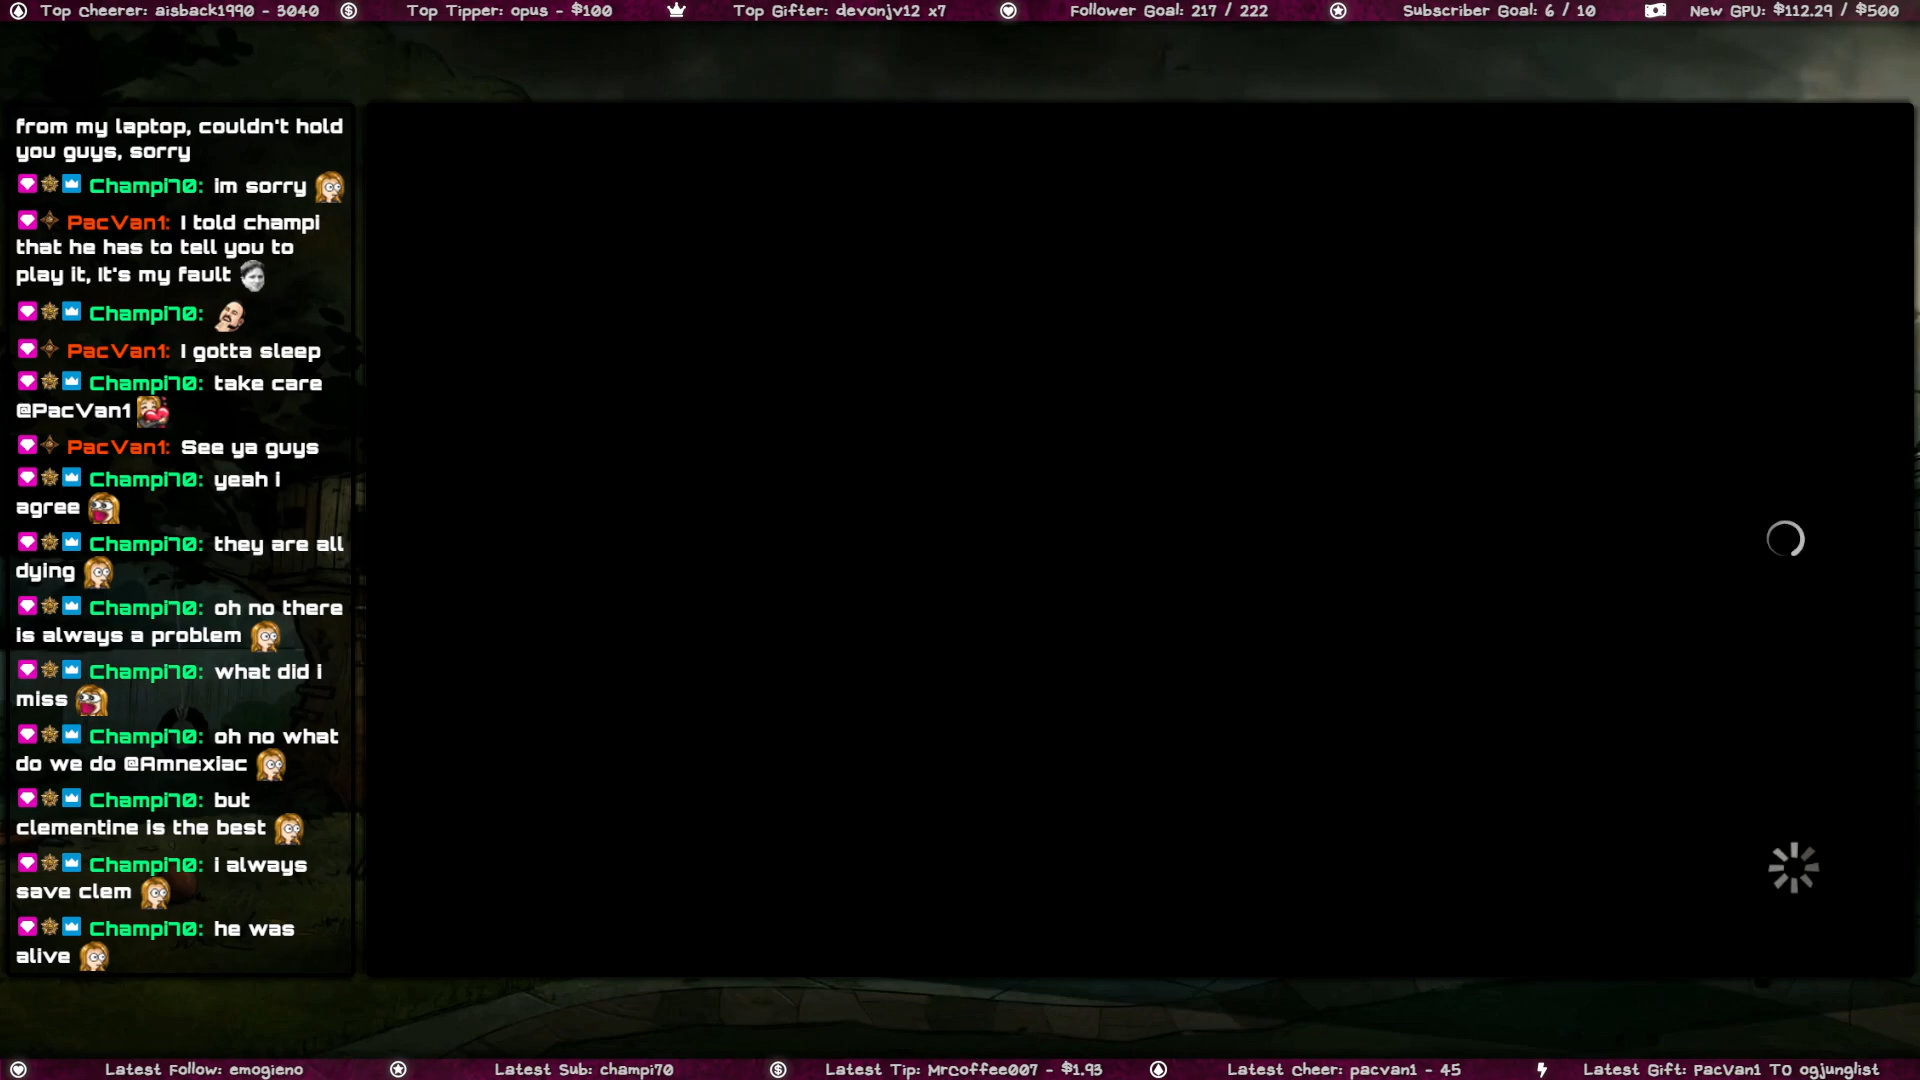 Top Cheerer: aisback1990 - 3040
Top Tipper: opus - $100
Top Gifter: devonjv12 x7
Follower Goal: 217 / 222
Subscriber Goal: 6 / 10
New GPU: $112.29 / $500
from my laptop, couldn't hold
you guys, sorry
Champi70: im sorry
PacVan1: I told champi
that he has to tell you to
play it, It's my fault
Champi70:
PacVan1: I gotta sleep
Champi70: take care
@PacVan1
PacVan1: See ya guys
Champi70: yeah i
agree
Champi70: they are all
dying
Champi70: oh no there
is always a problem
Champi70: what did i
miss
Champi70: oh no what
do we do @Amnexiac
Champi70: but
clementine is the best
Champi70: i always
save clem
Champi70: he was
alive
Latest Follow: emogieno
Latest Sub: champi70
Latest Tip: MrCoffee007 - $1.93
Latest Cheer: pacvan1 - 45
Latest Gift: PacVan1 TO ogjunglist